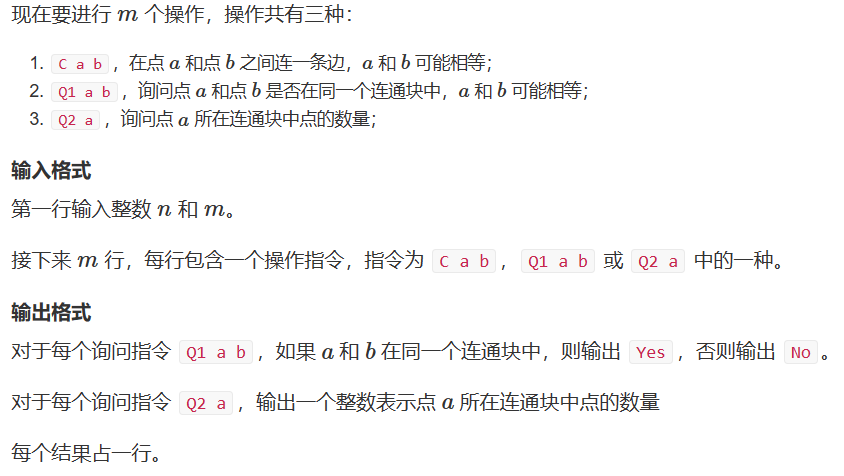 现在要进行 m 个操作，操作共有三种：
1. C a b，在点 a 和点 b 之间连一条边，a 和 b 可能相等；
2. Q1 a b，询问点 a 和点 b 是否在同一个连通块中，a 和 b 可能相等；
3. Q2 a，询问点 a 所在连通块中点的数量；
输入格式
第一行输入整数 n 和 m。
接下来 m 行，每行包含一个操作指令，指令为 C a b，Q1 a b 或 Q2 a 中的一种。
输出格式
对于每个询问指令 Q1 a b，如果 a 和 b 在同一个连通块中，则输出 Yes，否则输出 No。
对于每个询问指令 Q2 a，输出一个整数表示点 a 所在连通块中点的数量
每个结果占一行。